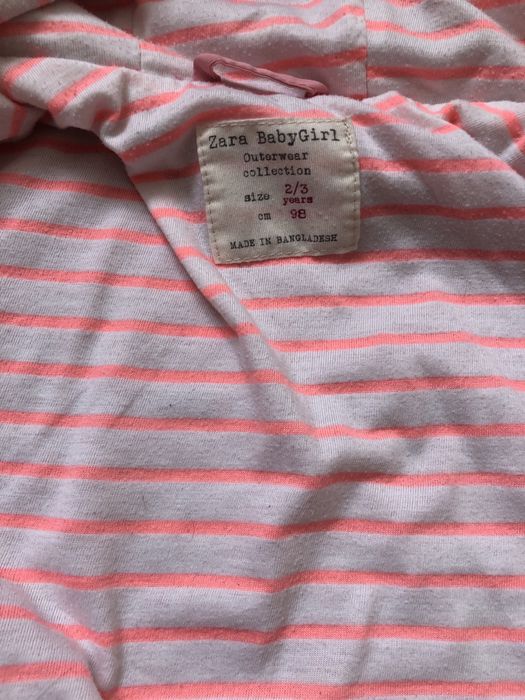 Zara BabyGirl
Outerwear
collection
size 2/3
years
cm 98
MADE IN BANGLADESH